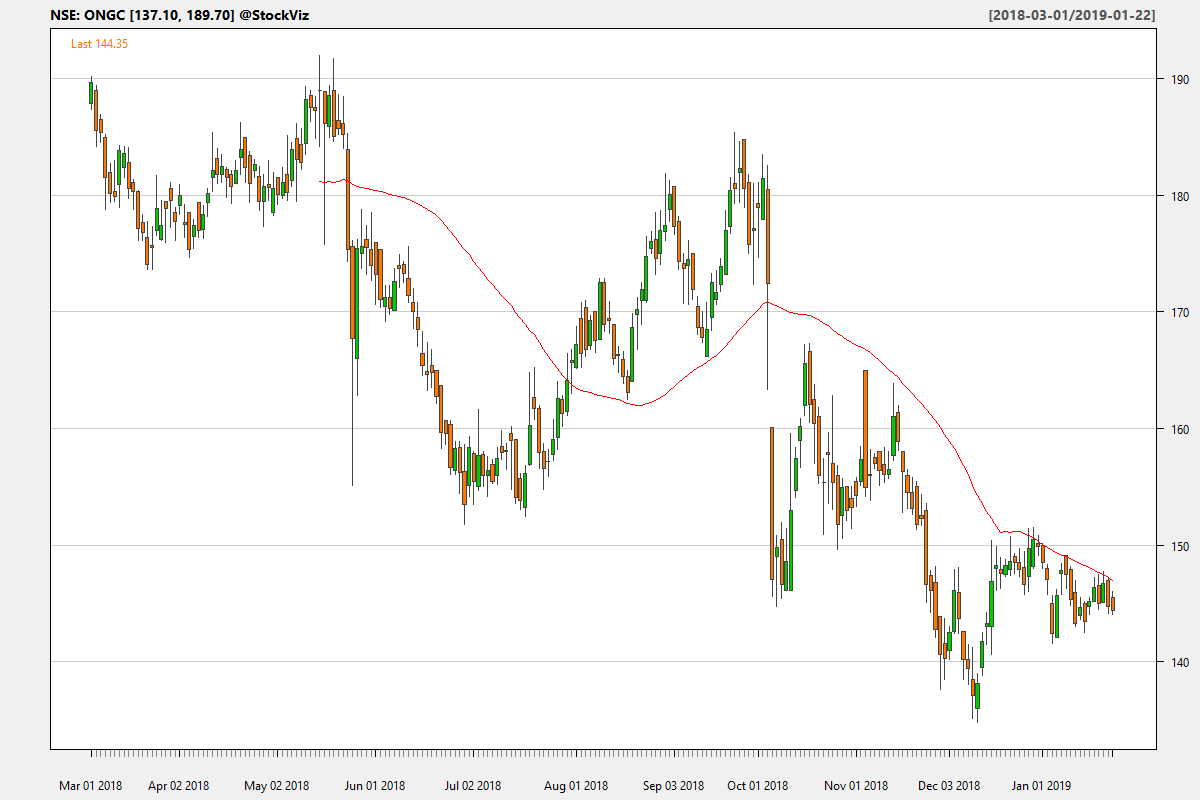 NSE: ONGC [137.10, 189.70] @StockViz [2018-03-01/2019-01-22]
Last 144.35
190
180
170
160
150
140
Mar 01 2018 Apr 02 2018 May 02 2018 Jun 01 2018 Jul 02 2018 Aug 01 2018 Sep 03 2018 Oct 01 2018 Nov 01 2018 Dec 03 2018 Jan 01 2019